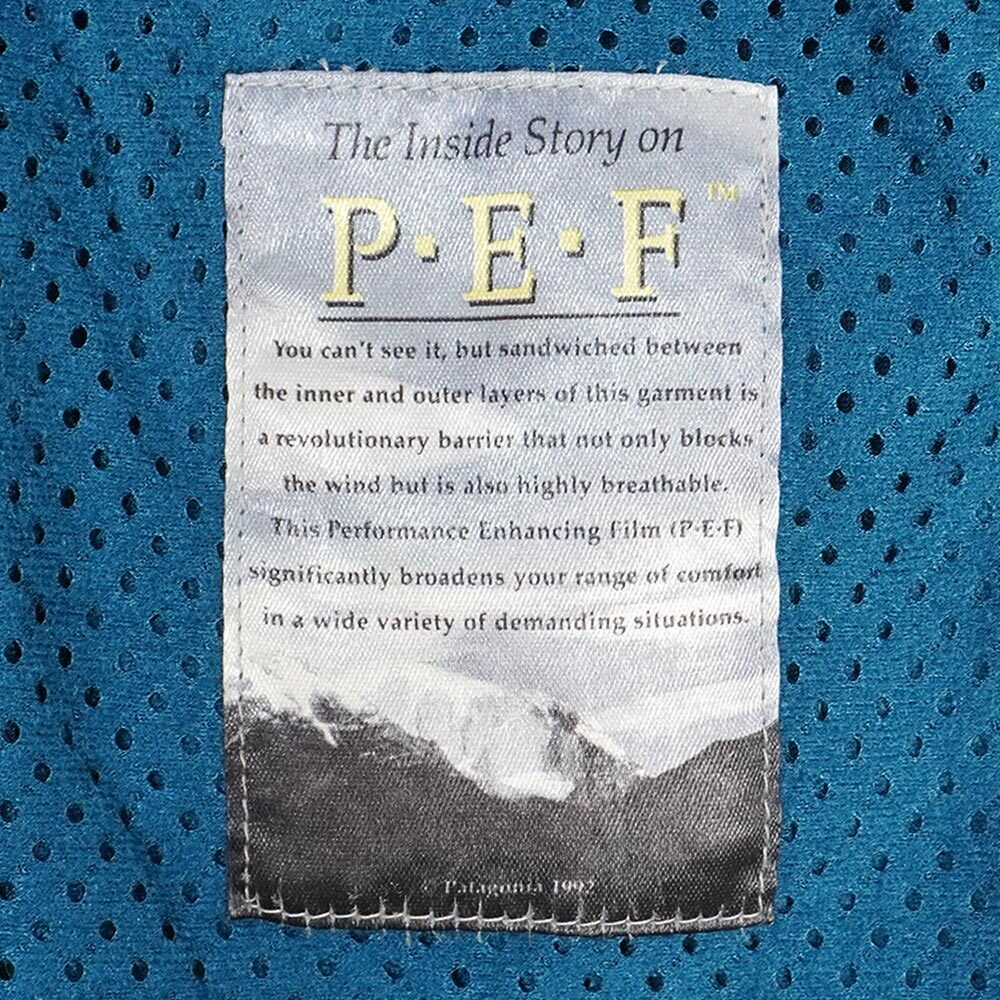 The Inside Story on
P·E·F™
You can't see it, but sandwiched between
the inner and outer layers of this garment is
a revolutionary barrier that not only blocks
the wind but is also highly breathable.
This Performance Enhancing Film (P·E·F)
significantly broadens your range of comfort
in a wide variety of demanding situations.
© Patagonia 1992